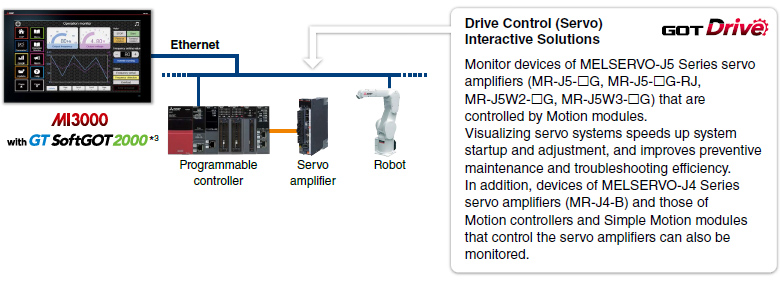 Operation monitor
Ethernet
MI3000
with GT SoftGOT2000 *3
Programmable
controller
Servo
amplifier
Robot
Drive Control (Servo)
Interactive Solutions
GOT Drive
Monitor devices of MELSERVO-J5 Series servo
amplifiers (MR-J5-□G, MR-J5-□G-RJ,
MR-J5W2-□G, MR-J5W3-□G) that are
controlled by Motion modules.
Visualizing servo systems speeds up system
startup and adjustment, and improves preventive
maintenance and troubleshooting efficiency.
In addition, devices of MELSERVO-J4 Series
servo amplifiers (MR-J4-B) and those of
Motion controllers and Simple Motion modules
that control the servo amplifiers can also be
monitored.